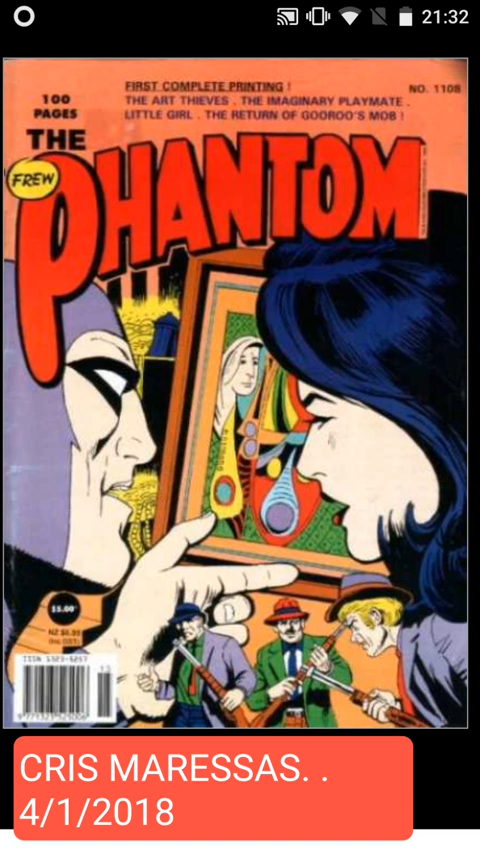 21:32
FIRST COMPLETE PRINTING !
NO. 1108
100
PAGES
THE ART THIEVES . THE IMAGINARY PLAYMATE .
LITTLE GIRL . THE RETURN OF GOOROO'S MOB !
THE
FREW
PHANTOM
$5.00
CRIS MARESSAS. .
4/1/2018